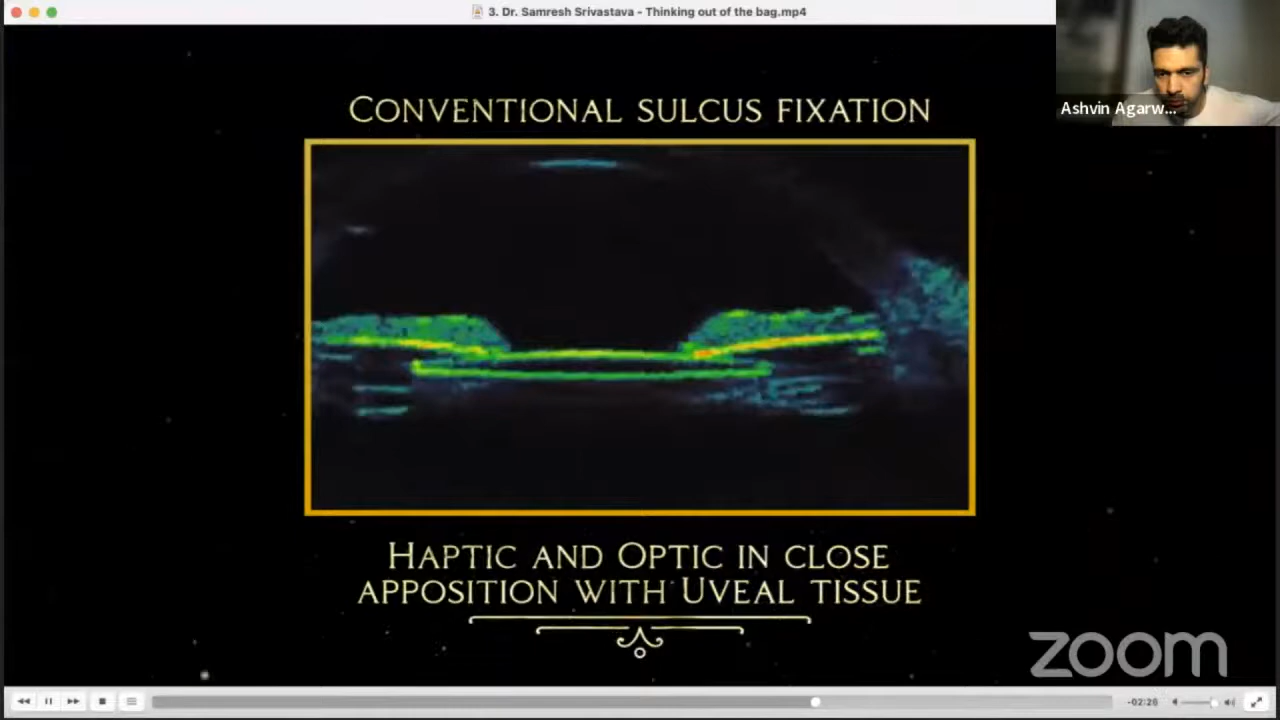 3. Dr. Samresh Srivastava - Thinking out of the bag.mp4
Ashvin Agarw...
CONVENTIONAL SULCUS FIXATION
HAPTIC AND OPTIC IN CLOSE
APPOSITION WITH UVEAL TISSUE
zoom
-02:26